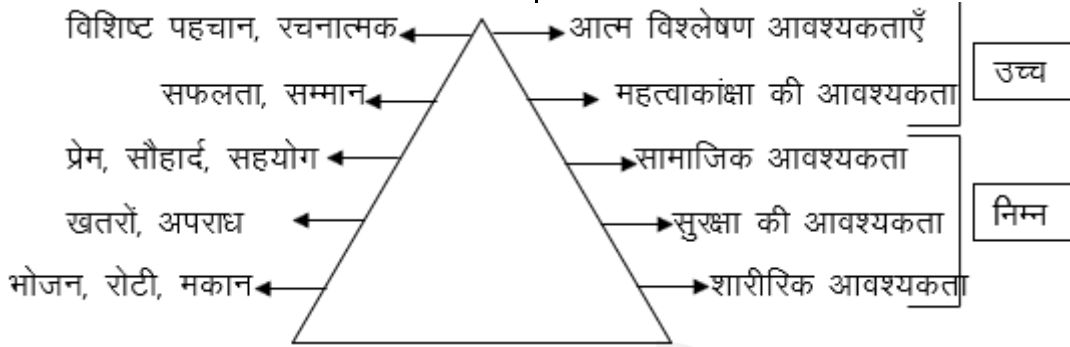 विशिष्ट पहचान, रचनात्मक आत्म विश्लेषण आवश्यकताएँ
उच्च
सफलता, सम्मान महत्वाकांक्षा की आवश्यकता
प्रेम, सौहार्द, सहयोग सामाजिक आवश्यकता
खतरों, अपराध सुरक्षा की आवश्यकता
निम्न
भोजन, रोटी, मकान शारीरिक आवश्यकता